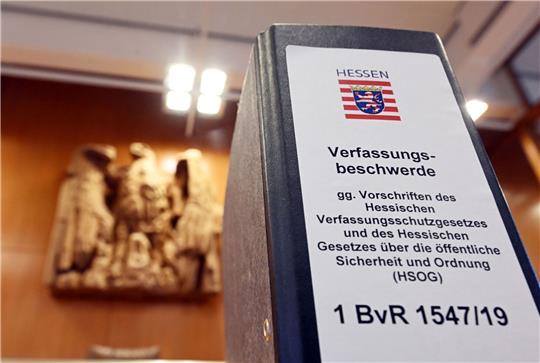 HESSEN
Verfassungs-
beschwerde
gg. Vorschriften des
Hessischen
Verfassungsschutzgesetzes
und des Hessischen
Gesetzes über die öffentliche
Sicherheit und Ordnung
(HSOG)
1 BvR 1547/19